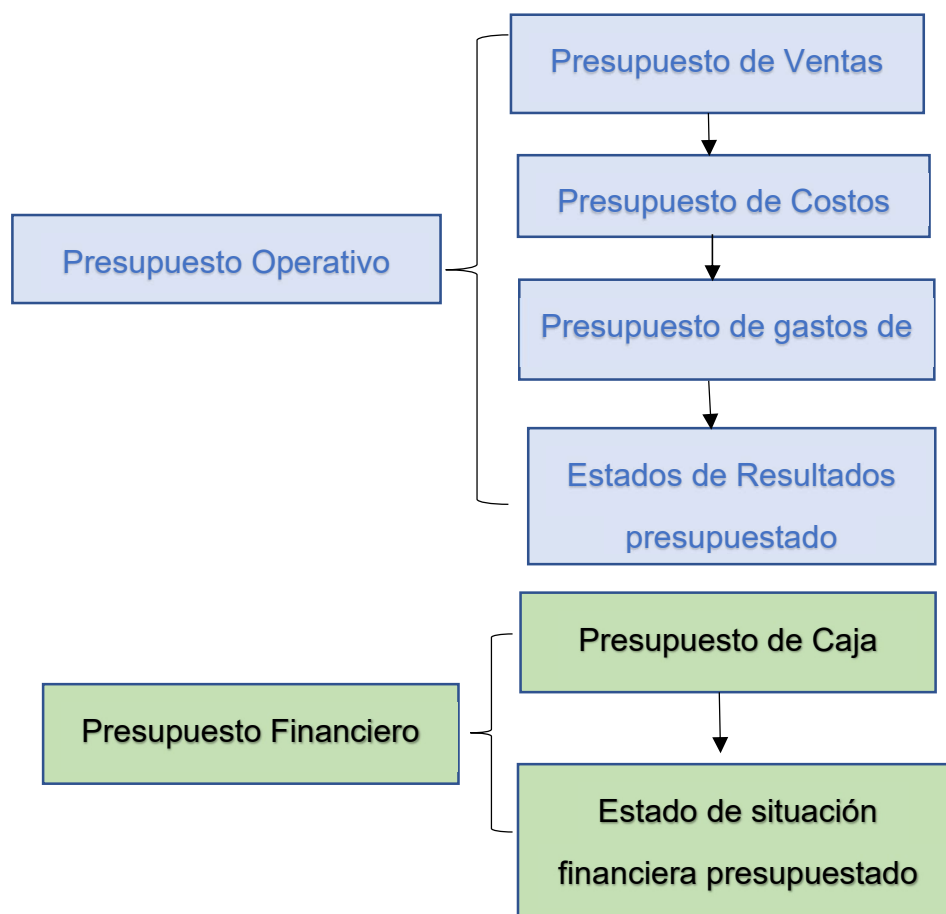 Presupuesto de Ventas
Presupuesto de Costos
Presupuesto Operativo
Presupuesto de gastos de
Estados de Resultados
presupuestado
Presupuesto de Caja
Presupuesto Financiero
Estado de situación
financiera presupuestado